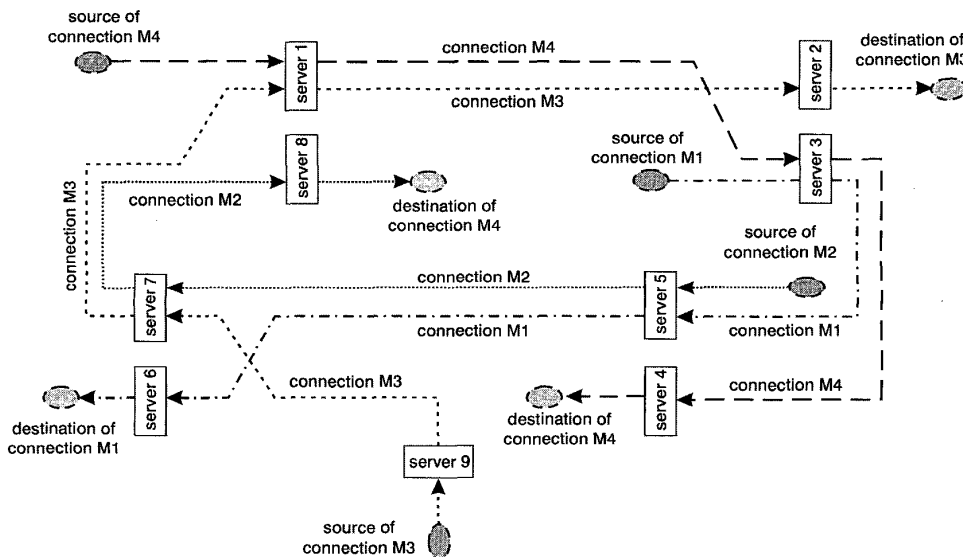 source of
connection M4
server 1
connection M4
server 2
destination of
connection M3
connection M3
source of
connection M1
server 3
server 8
connection M3
connection M2
destination of
connection M4
source of
connection M2
server 7
connection M2
server 5
connection M1
connection M1
server 6
connection M3
server 4
connection M4
destination of
connection M1
destination of
connection M4
server 9
source of
connection M3